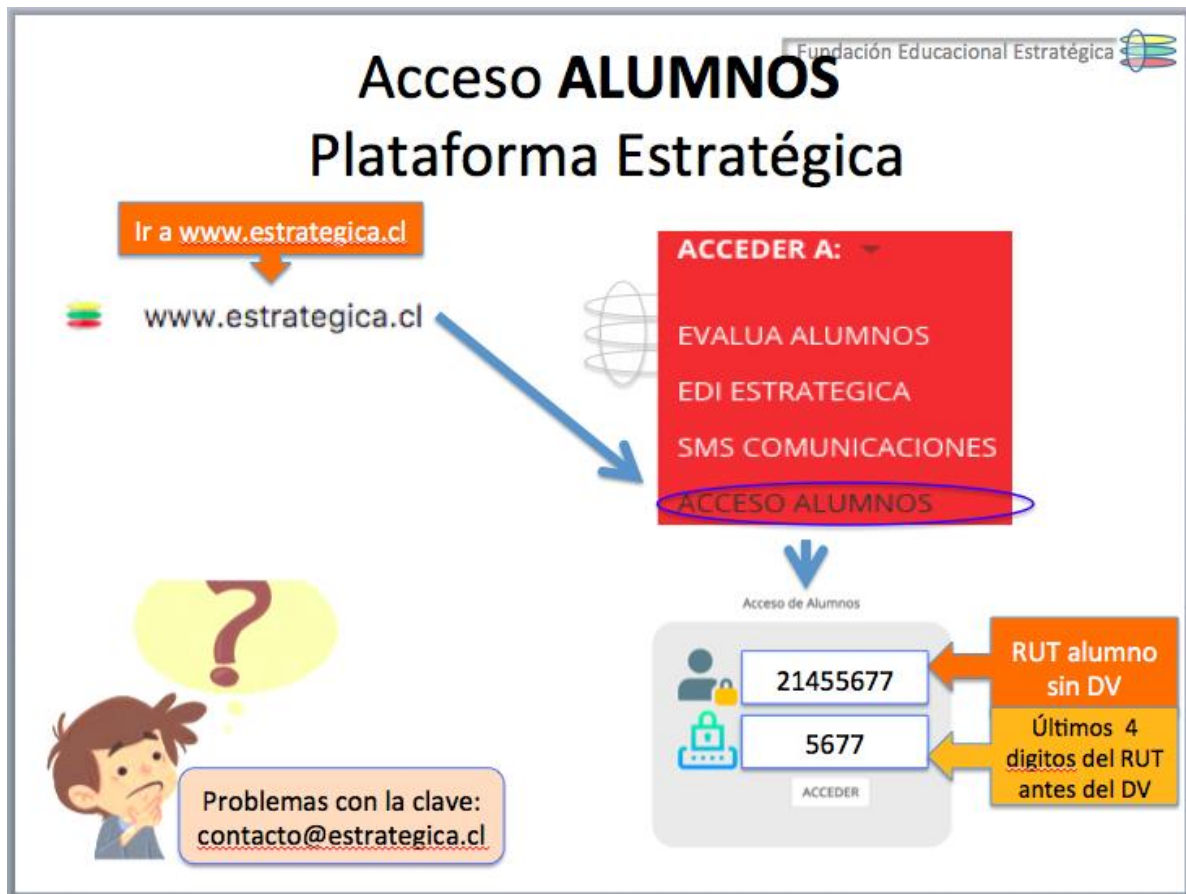 Fundación Educacional Estratégica
Acceso ALUMNOS
Plataforma Estratégica
Ir a www.estrategica.cl
www.estrategica.cl
ACCEDER A:
EVALUA ALUMNOS
EDI ESTRATEGICA
SMS COMUNICACIONES
ACCESO ALUMNOS
Acceso de Alumnos
21455677
RUT alumno
sin DV
5677
Últimos 4
digitos del RUT
antes del DV
ACCEDER
?
Problemas con la clave:
contacto@estrategica.cl